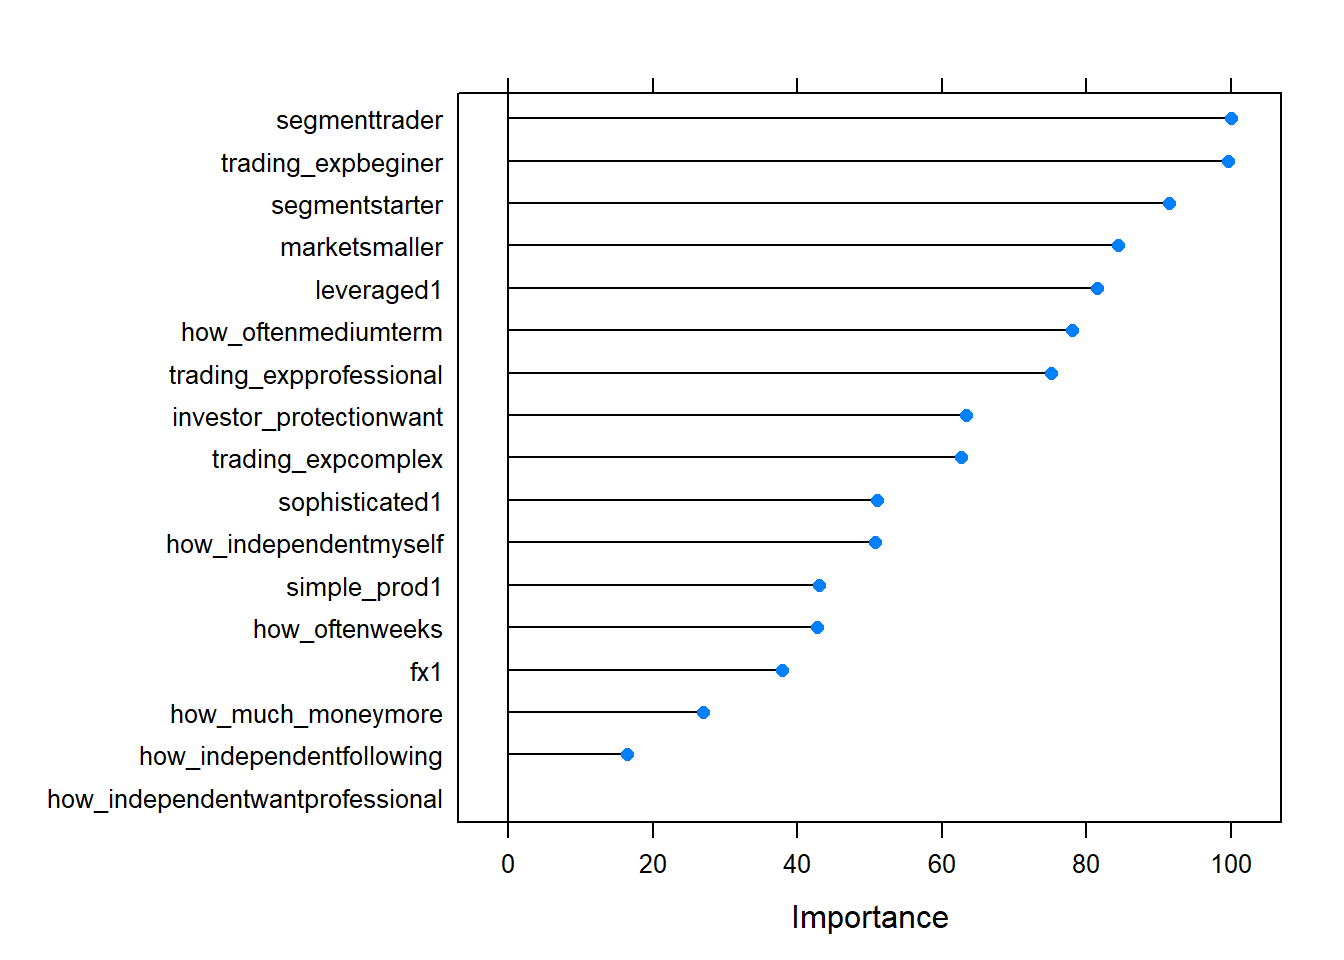 segmenttrader
trading_expbeginer
segmentstarter
marketsmaller
leveraged1
how_oftenmediumterm
trading_expprofessional
investor_protectionwant
trading_expcomplex
sophisticated1
how_independentmyself
simple_prod1
how_oftenweeks
fx1
how_much_moneymore
how_independentfollowing
how_independentwantprofessional
0 20 40 60 80 100
Importance